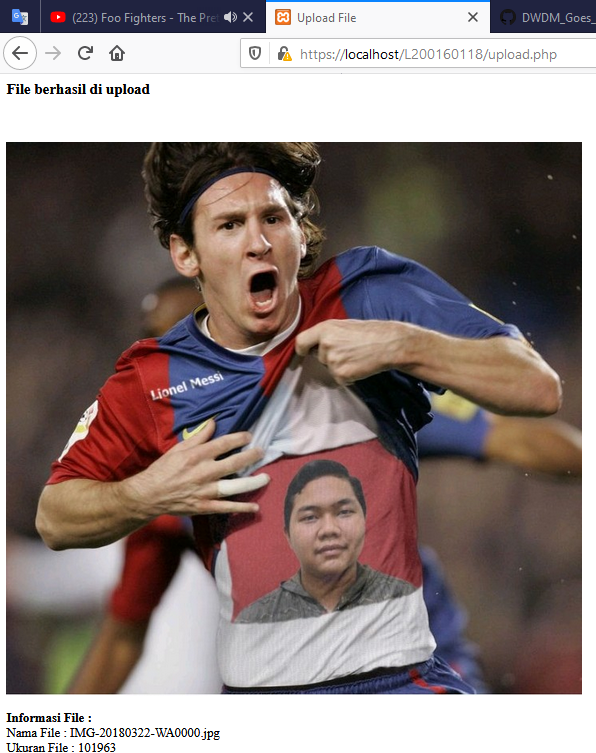 (223) Foo Fighters - The Pre
Upload File
DWDM_Goes_
https://localhost/L200160118/upload.php
File berhasil di upload
Lionel Messi
Informasi File :
Nama File : IMG-20180322-WA0000.jpg
Ukuran File : 101963